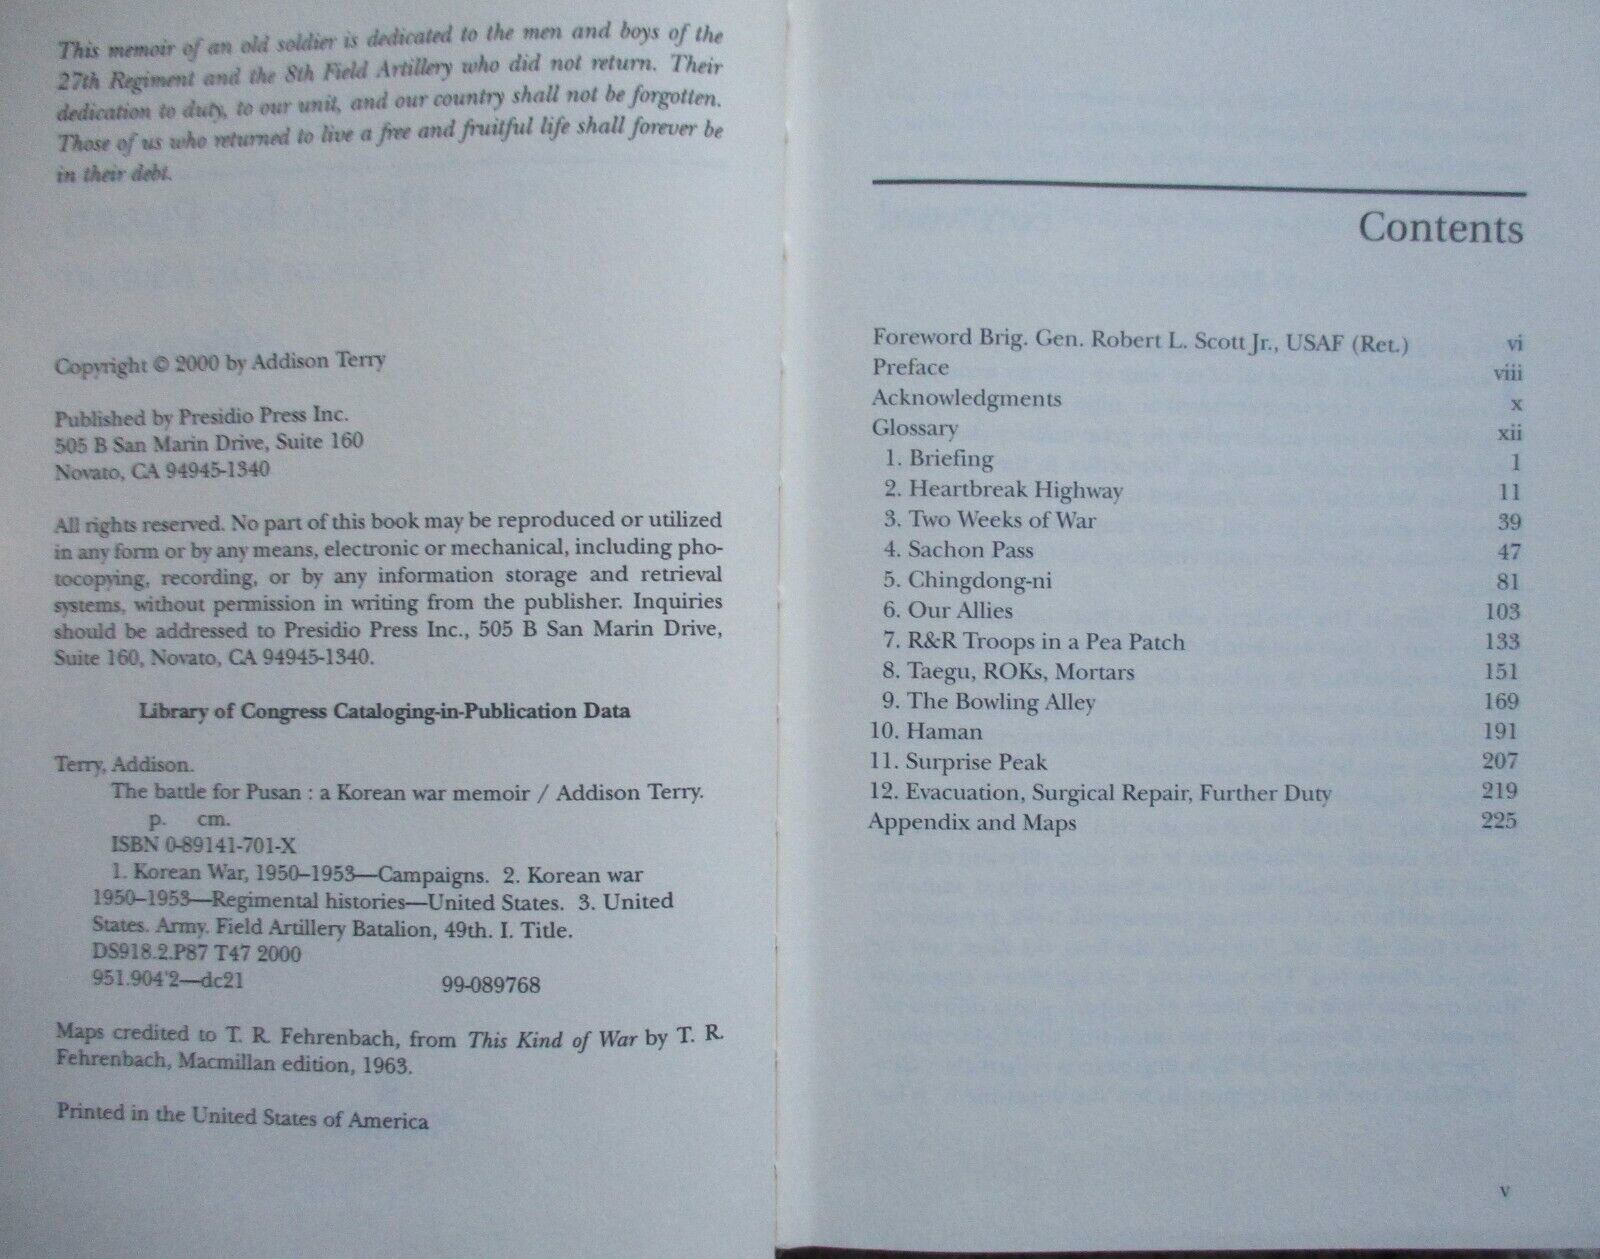 This memoir of an old soldier is dedicated to the men and boys of the
27th Regiment and the 8th Field Artillery who did not return. Their
dedication to duty, to our unit, and our country shall not be forgotten.
Those of us who returned to live a free and fruitful life shall forever be
in their debt.
Copyright © 2000 by Addison Terry
Published by Presidio Press Inc.
505 B San Marin Drive, Suite 160
Novato, CA 94945-1340
All rights reserved. No part of this book may be reproduced or utilized
in any form or by any means, electronic or mechanical, including pho-
tocopying, recording, or by any information storage and retrieval
systems, without permission in writing from the publisher. Inquiries
should be addressed to Presidio Press Inc., 505 B San Marin Drive,
Suite 160, Novato, CA 94945-1340.
Library of Congress Cataloging-in-Publication Data
Terry, Addison.
The battle for Pusan : a Korean war memoir / Addison Terry.
p. cm.
ISBN 0-89141-701-X
1. Korean War, 1950–1953—Campaigns. 2. Korean war
1950–1953—Regimental histories—United States. 3. United
States. Army. Field Artillery Batalion, 49th. I. Title.
DS918.2.P87 T47 2000
951.904'2—dc21 99-089768
Maps credited to T. R. Fehrenbach, from This Kind of War by T. R.
Fehrenbach, Macmillan edition, 1963.
Printed in the United States of America
Contents
Foreword Brig. Gen. Robert L. Scott Jr., USAF (Ret.) vi
Preface viii
Acknowledgments x
Glossary xii
1. Briefing 1
2. Heartbreak Highway 11
3. Two Weeks of War 39
4. Sachon Pass 47
5. Chingdong-ni 81
6. Our Allies 103
7. R&R Troops in a Pea Patch 133
8. Taegu, ROKs, Mortars 151
9. The Bowling Alley 169
10. Haman 191
11. Surprise Peak 207
12. Evacuation, Surgical Repair, Further Duty 219
Appendix and Maps 225
v